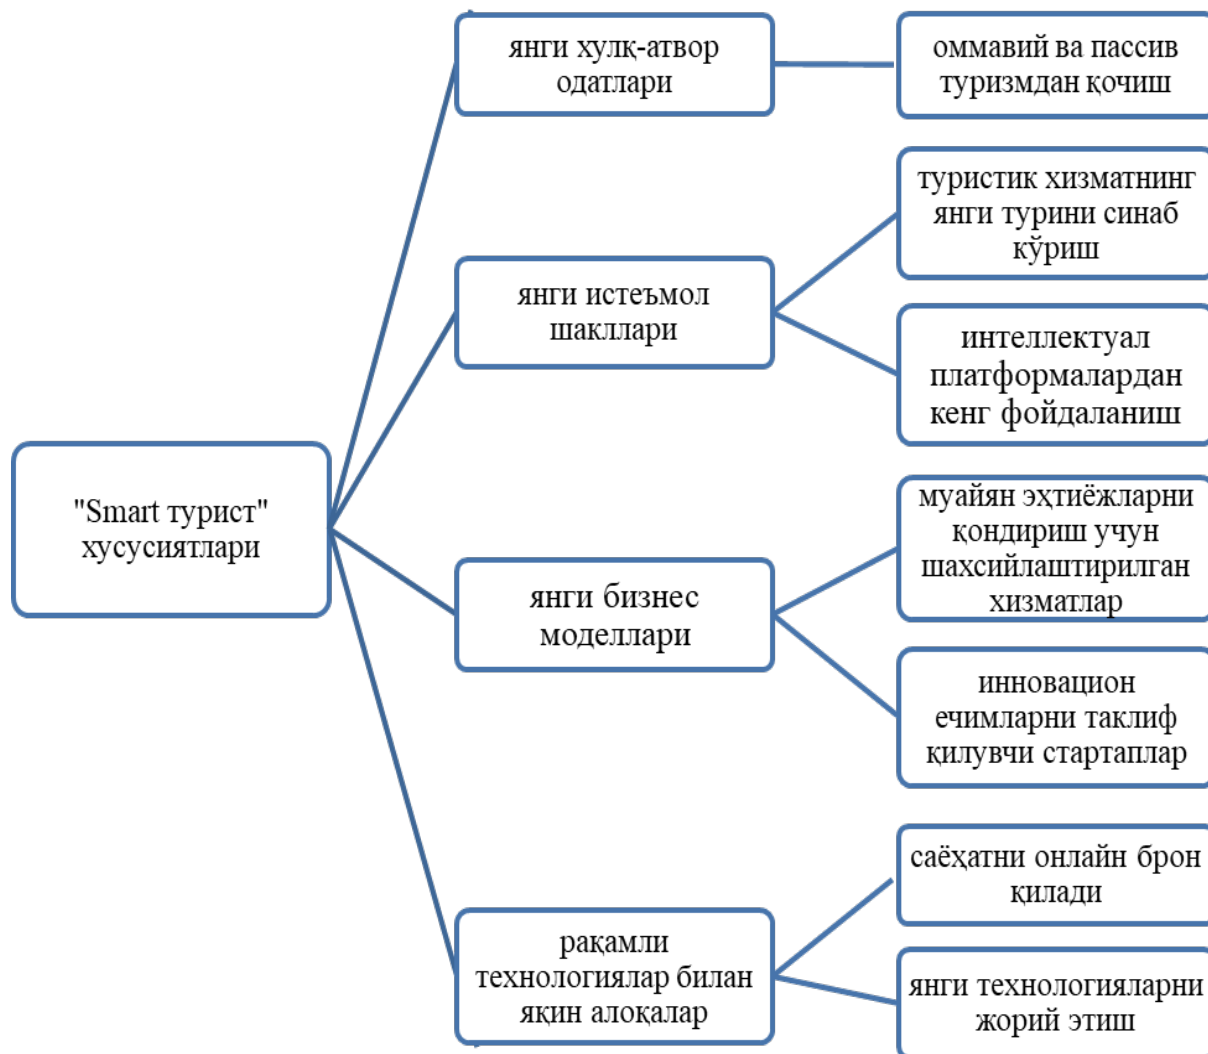 янги хулқ-атвор
одатлари
оммавий ва пассив
туризмдан қочиш
туристик хизматнинг
янги турини синаб
кўриш
янги истеъмол
шакллари
интеллектуал
платформалардан
кенг фойдаланиш
"Smart турист"
хусусиятлари
муайян эҳтиёжларни
қондириш учун
шахсийлаштирилган
хизматлар
янги бизнес
моделлари
инновацион
ечимларни таклиф
қилувчи стартаплар
саёҳатни онлайн брон
қилади
рақамли
технологиялар билан
яқин алоқалар
янги технологияларни
жорий этиш